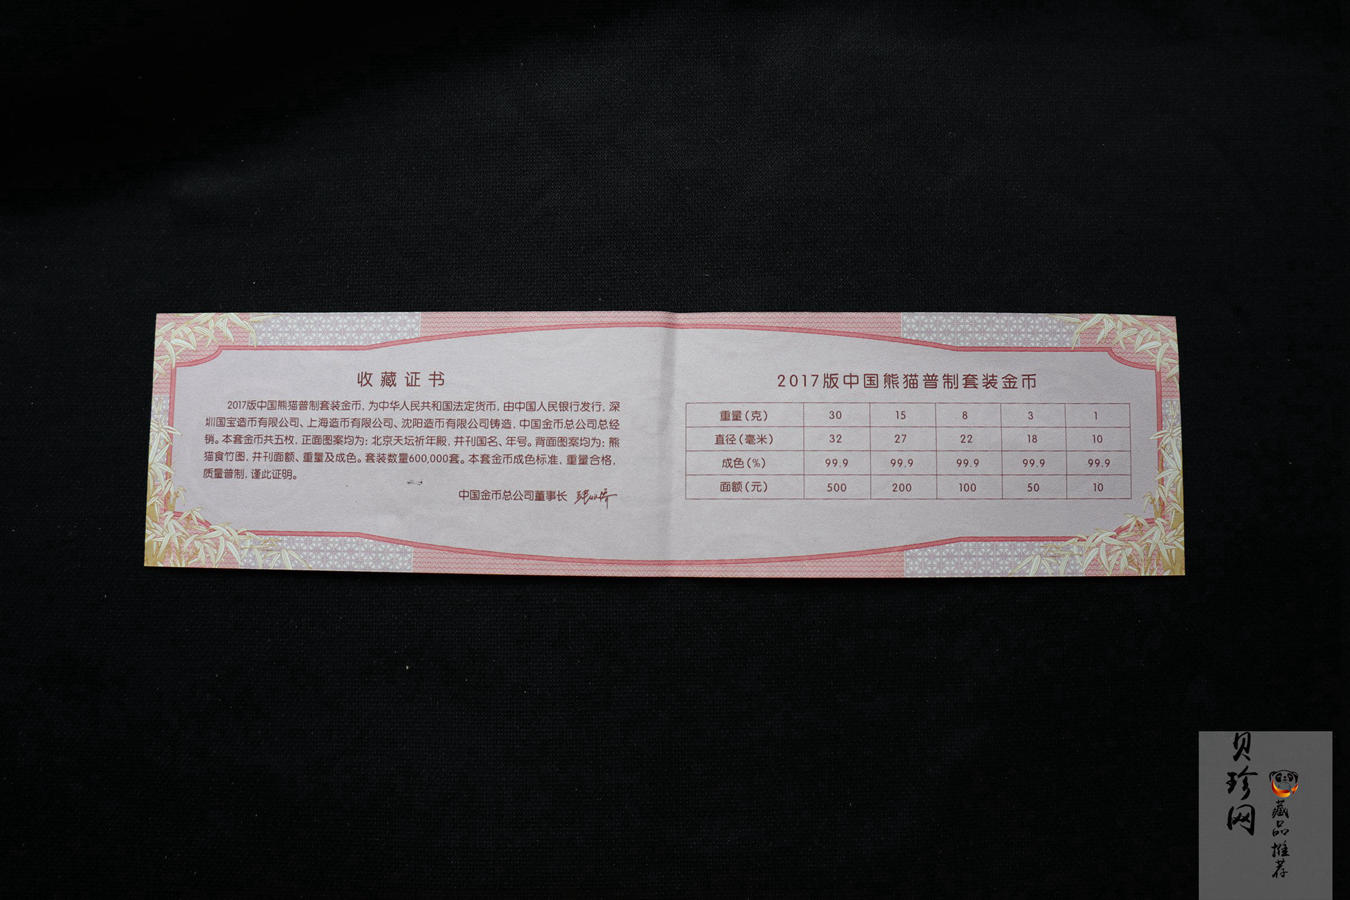 收藏证书
2017版中国熊猫普制套装金币，为中华人民共和国法定货币，由中国人民银行发行，深
圳国宝造币有限公司、上海造币有限公司、沈阳造币有限公司铸造，中国金币总公司总经
销。本套金币共五枚，正面图案均为：北京天坛祈年殿，并刊国名、年号。背面图案均为：熊
猫食竹图，并刊面额、重量及成色。套装数量600,000套。本套金币成色标准，重量合格，
质量普制，谨此证明。
中国金币总公司董事长
2017版中国熊猫普制套装金币
重量（克） 30 15 8 3 1
直径（毫米） 32 27 22 18 10
成色（%） 99.9 99.9 99.9 99.9 99.9
面额（元） 500 200 100 50 10
贝珍网
藏品推荐